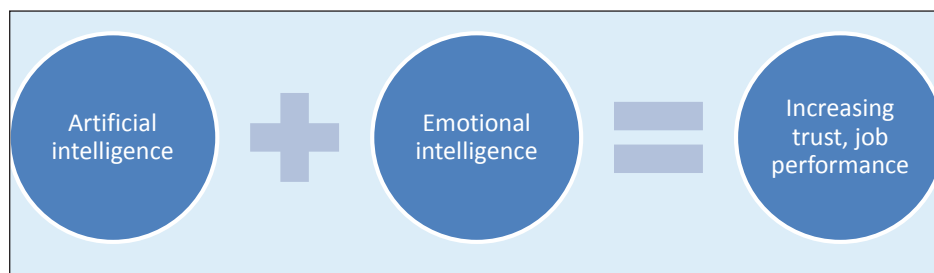 Artificial
intelligence
Emotional
intelligence
Increasing
trust, job
performance